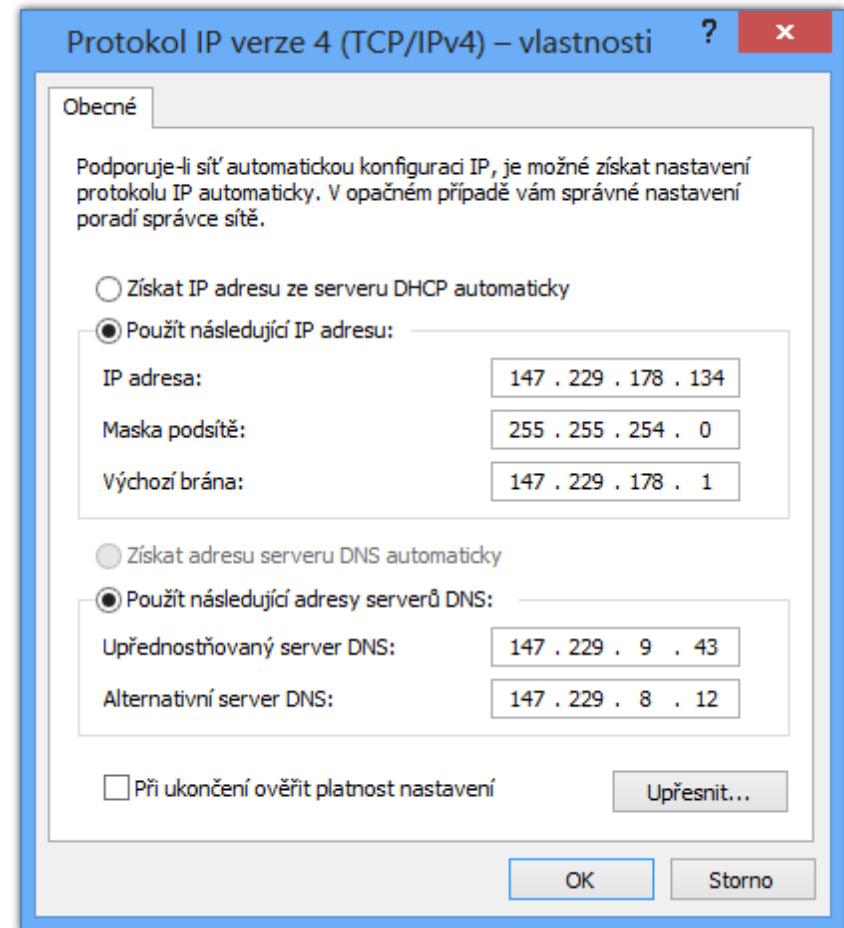 Protokol IP verze 4 (TCP/IPv4) – vlastnosti ? x
Obecné
Podporuje-li síť automatickou konfiguraci IP, je možné získat nastavení
protokolu IP automaticky. V opačném případě vám správné nastavení
poradí správce sítě.
Získat IP adresu ze serveru DHCP automaticky
Použít následující IP adresu:
IP adresa: 147 . 229 . 178 . 134
Maska podsítě: 255 . 255 . 254 . 0
Výchozí brána: 147 . 229 . 178 . 1
Získat adresu serveru DNS automaticky
Použít následující adresy serverů DNS:
Upřednostňovaný server DNS: 147 . 229 . 9 . 43
Alternativní server DNS: 147 . 229 . 8 . 12
Při ukončení ověřit platnost nastavení Upřesnit...
OK Storno